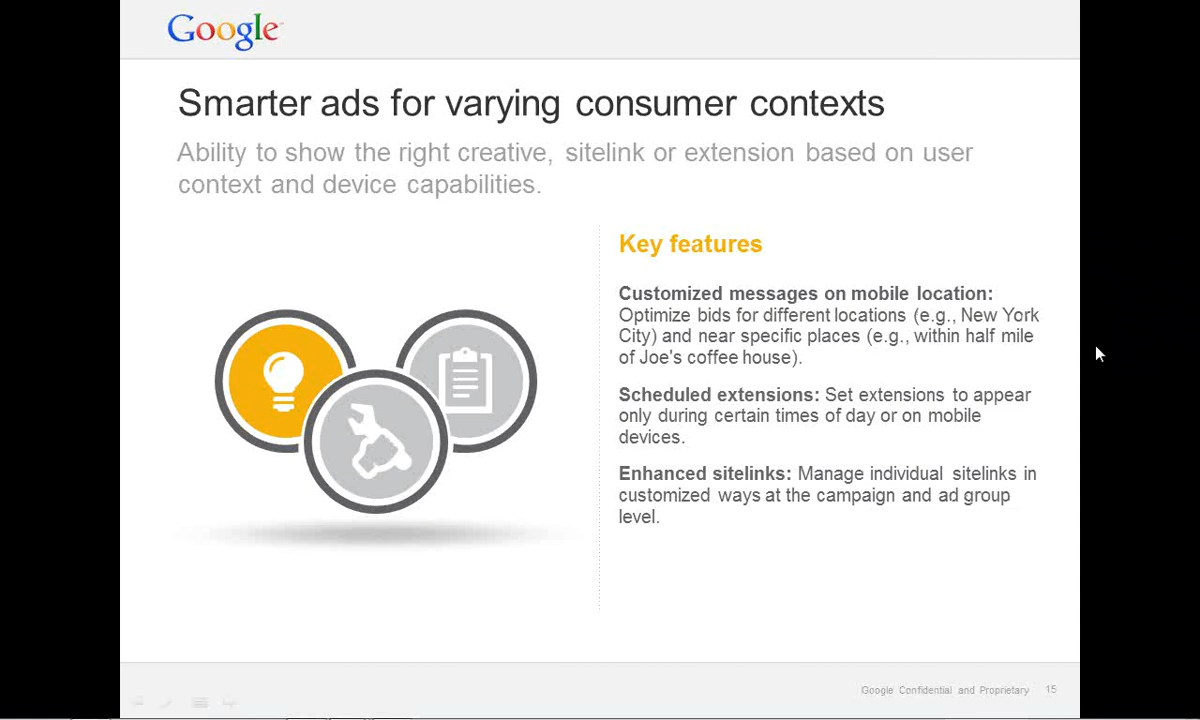 Google
Smarter ads for varying consumer contexts
Ability to show the right creative, sitelink or extension based on user
context and device capabilities.
Key features
Customized messages on mobile location:
Optimize bids for different locations (e.g., New York
City) and near specific places (e.g., within half mile
of Joe's coffee house).
Scheduled extensions: Set extensions to appear
only during certain times of day or on mobile
devices.
Enhanced sitelinks: Manage individual sitelinks in
customized ways at the campaign and ad group
level.
Google Confidential and Proprietary 15